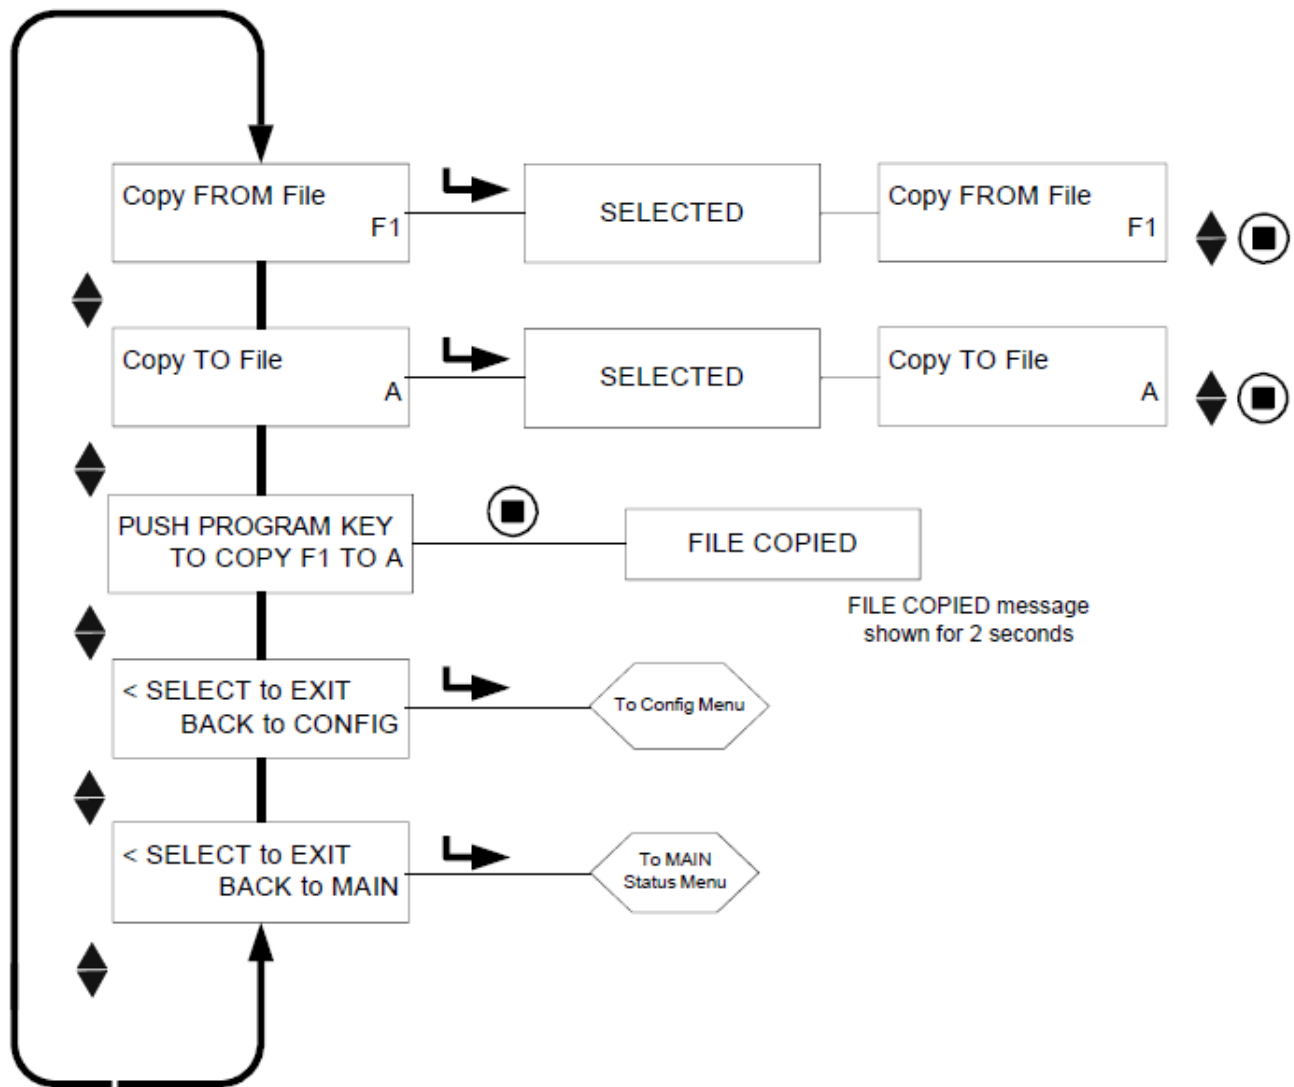 Copy FROM File
F1
SELECTED
Copy FROM File
F1
Copy TO File
A
SELECTED
Copy TO File
A
PUSH PROGRAM KEY
TO COPY F1 TO A
FILE COPIED
FILE COPIED message
shown for 2 seconds
< SELECT to EXIT
BACK to CONFIG
To Config Menu
< SELECT to EXIT
BACK to MAIN
To MAIN
Status Menu